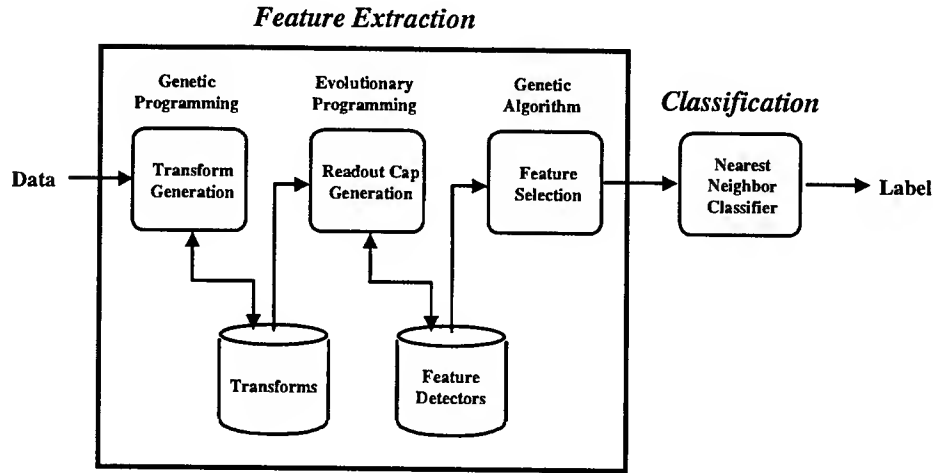 Feature Extraction
Genetic
Programming
Evolutionary
Programming
Genetic
Algorithm
Classification
Data
Transform
Generation
Readout Cap
Generation
Feature
Selection
Nearest
Neighbor
Classifier
Label
Transforms
Feature
Detectors